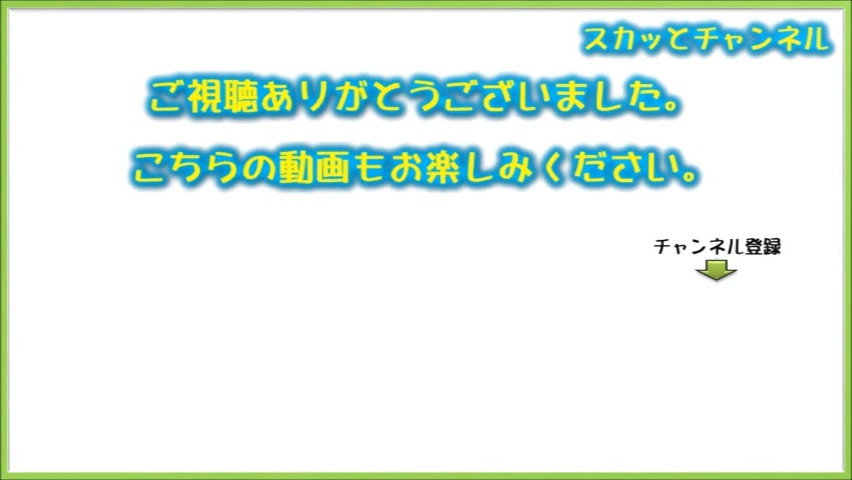 スカッとチャンネル
ご視聴ありがとうございました。
こちらの動画もお楽しみください。
チャンネル登録